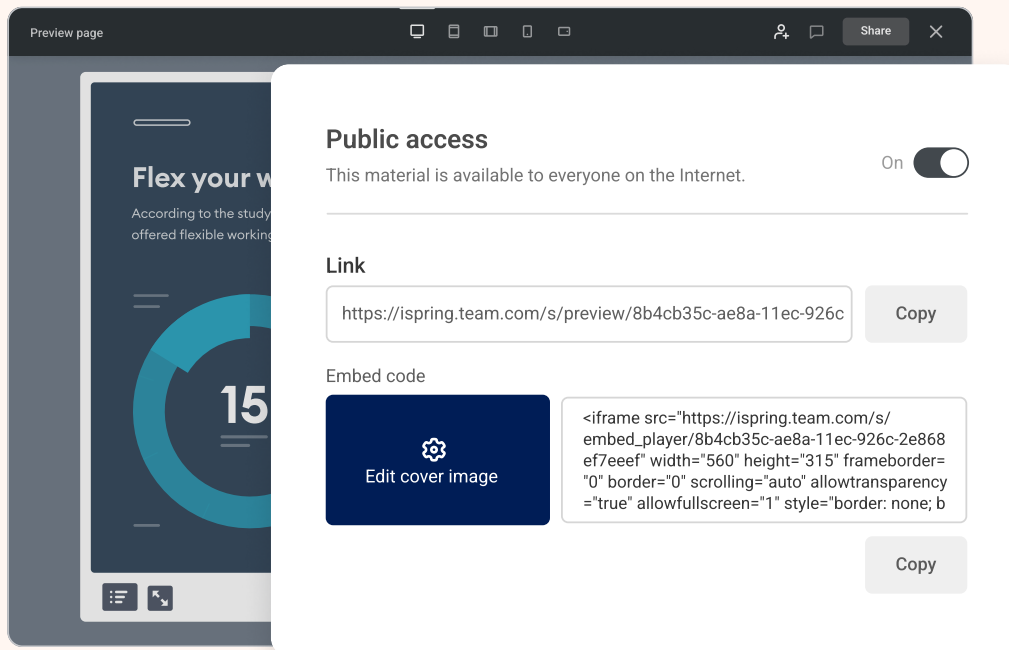 Preview page
Share
Public access
This material is available to everyone on the Internet.
On
Flex your
According to the study
offered flexible working
15
Link
https://ispring.team.com/s/preview/8b4cb35c-ae8a-11ec-926c
Copy
Embed code
Edit cover image
<iframe src="https://ispring.team.com/s/
embed_player/8b4cb35c-ae8a-11ec-926c-2e868
ef7eeef" width="560" height="315" frameborder=
"0" border="0" scrolling="auto" allowtransparency
="true" allowfullscreen="1" style="border: none; b
Copy